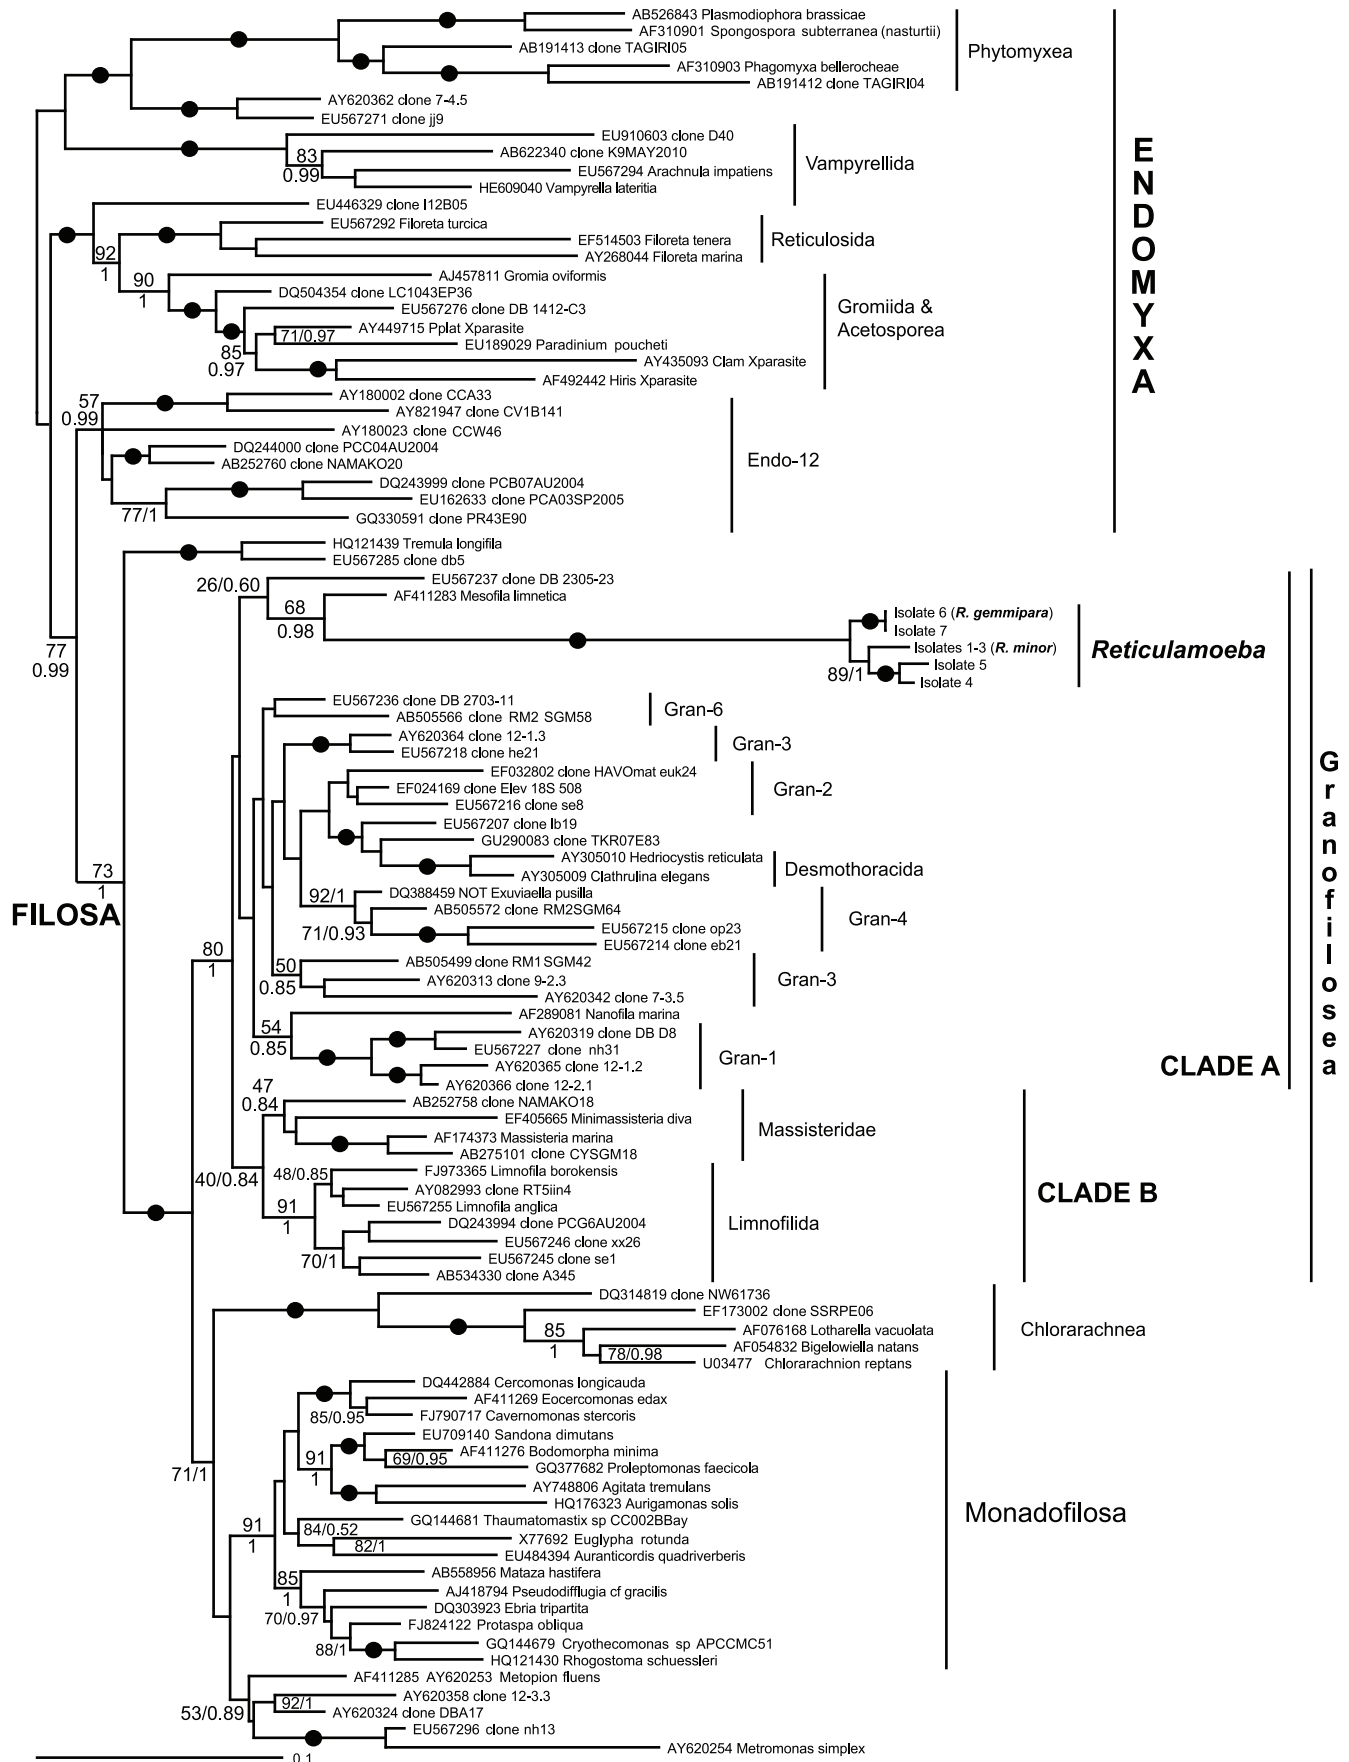 AB526843 Plasmodiophora brassicae
AF310901 Spongospora subterranea (nasturtii)
AB191413 clone TAGIRI05
Phytomyxea
AF310903 Phagomyxa bellerocheae
AB191412 clone TAGIRI04
AY620362 clone 7-4.5
EU567271 clone jj9
EU910603 clone D40
83
0.99
AB622340 clone K9MAY2010
Vampyrellida
EU567294 Arachnula impatiens
HE609040 Vampyrella lateritia
ENDOMYXA
EU446329 clone I12B05
EU567292 Filoreta turcica
EF514503 Filoreta tenera
Reticulosida
AY268044 Filoreta marina
92
1
90
1
AJ457811 Gromia oviformis
DQ504354 clone LC1043EP36
EU567276 clone DB 1412-C3
Gromiida &
Acetosporea
AY449715 Pplat Xparasite
71/0.97
EU189029 Paradinium poucheti
85
0.97
AY435093 Clam Xparasite
AF492442 Hiris Xparasite
57
0.99
AY180002 clone CCA33
AY821947 clone CV1B141
AY180023 clone CCW46
DQ244000 clone PCC04AU2004
AB252760 clone NAMAKO20
Endo-12
DQ243999 clone PCB07AU2004
EU162633 clone PCA03SP2005
77/1
GQ330591 clone PR43E90
HQ121439 Tremula longifila
EU567285 clone db5
26/0.60
EU567237 clone DB 2305-23
AF411283 Mesofila limnetica
68
0.98
Isolate 6 (R. gemmipara)
Isolate 7
Isolates 1-3 (R. minor)
Reticulamoeba
89/1
Isolate 5
Isolate 4
77
0.99
EU567236 clone DB 2703-11
AB505566 clone RM2 SGM58
Gran-6
AY620364 clone 12-1.3
EU567218 clone he21
Gran-3
EF032802 clone HAVOmat euk24
EF024169 clone Elev 18S 508
Gran-2
EU567216 clone se8
Granofilosea
EU567207 clone lb19
GU290083 clone TKR07E83
AY305010 Hedriocystis reticulata
AY305009 Clathrulina elegans
Desmothoracida
73
1
FILOSA
92/1
DQ388459 NOT Exuviaella pusilla
AB505572 clone RM2SGM64
71/0.93
EU567215 clone op23
EU567214 clone eb21
Gran-4
80
1
50
0.85
AB505499 clone RM1SGM42
AY620313 clone 9-2.3
AY620342 clone 7-3.5
Gran-3
54
0.85
AF289081 Nanofila marina
AY620319 clone DB D8
EU567227 clone nh31
AY620365 clone 12-1.2
AY620366 clone 12-2.1
Gran-1
CLADE A
47
0.84
AB252758 clone NAMAKO18
EF405665 Minimassisteria diva
AF174373 Massisteria marina
AB275101 clone CYSGM18
Massisteridae
40/0.84
48/0.85
FJ973365 Limnofila borokensis
AY082993 clone RT5iin4
EU567255 Limnofila anglica
CLADE B
91
1
DQ243994 clone PCG6AU2004
Limnofilida
EU567246 clone xx26
70/1
EU567245 clone se1
AB534330 clone A345
DQ314819 clone NW61736
EF173002 clone SSRPE06
85
1
AF076168 Lotharella vacuolata
Chlorarachnea
AF054832 Bigelowiella natans
78/0.98
U03477 Chlorarachnion reptans
DQ442884 Cercomonas longicauda
AF411269 Eocercomonas edax
85/0.95
FJ790717 Cavernomonas stercoris
EU709140 Sandona dimutans
AF411276 Bodomorpha minima
91
1
69/0.95
GQ377682 Proleptomonas faecicola
71/1
AY748806 Agitata tremulans
HQ176323 Aurigamonas solis
Monadofilosa
91
1
GQ144681 Thaumatomastix sp CC002BBay
84/0.52
X77692 Euglypha rotunda
82/1
EU484394 Auranticordis quadriverberis
85
1
AB558956 Mataza hastifera
AJ418794 Pseudodifflugia cf gracilis
70/0.97
DQ303923 Ebria tripartita
FJ824122 Protaspa obliqua
88/1
GQ144679 Cryothecomonas sp APCCMC51
HQ121430 Rhogostoma schuessleri
AF411285 AY620253 Metopion fluens
53/0.89
AY620358 clone 12-3.3
92/1
AY620324 clone DBA17
EU567296 clone nh13
AY620254 Metromonas simplex
0.1